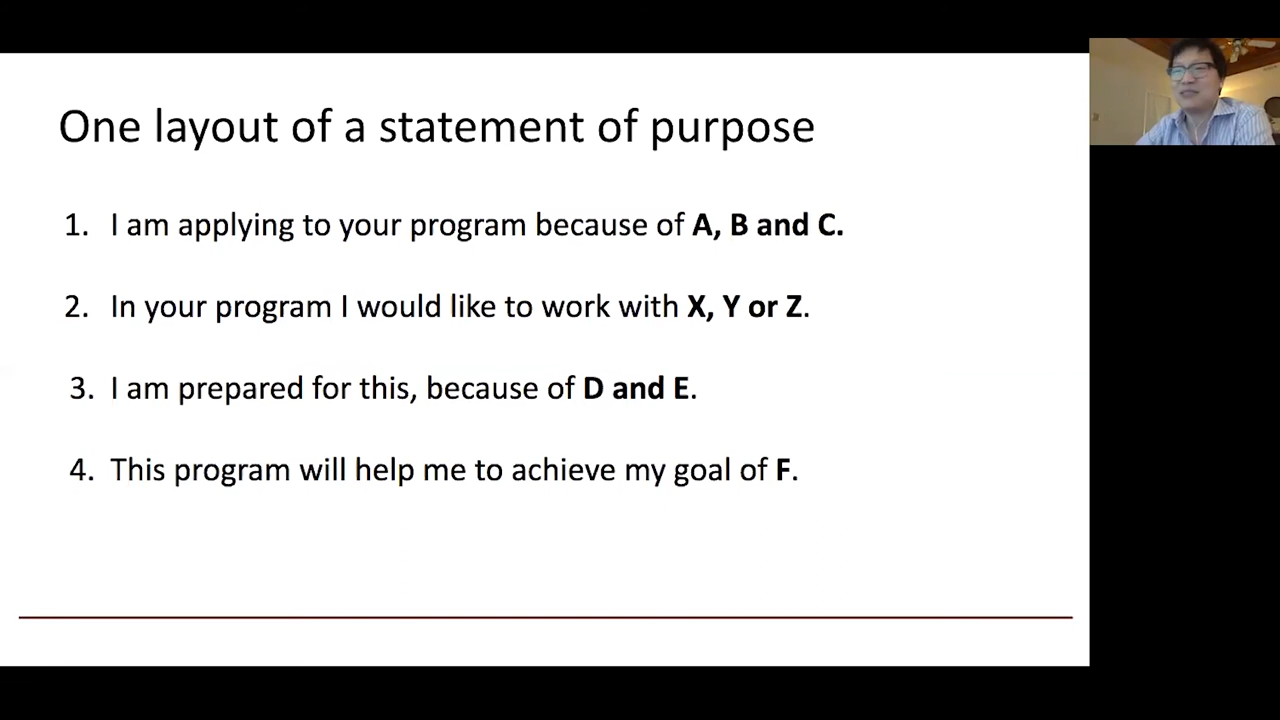 One layout of a statement of purpose
1. I am applying to your program because of A, B and C.
2. In your program I would like to work with X, Y or Z.
3. I am prepared for this, because of D and E.
4. This program will help me to achieve my goal of F.